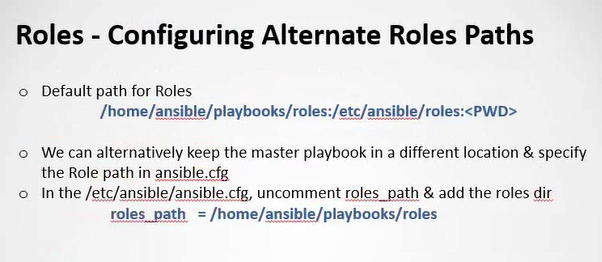 Roles - Configuring Alternate Roles Paths
o Default path for Roles
/home/ansible/playbooks/roles:/etc/ansible/roles:<PWD>
o We can alternatively keep the master playbook in a different location & specify
the Role path in ansible.cfg
o In the /etc/ansible/ansible.cfg, uncomment roles_path & add the roles dir
roles_path = /home/ansible/playbooks/roles